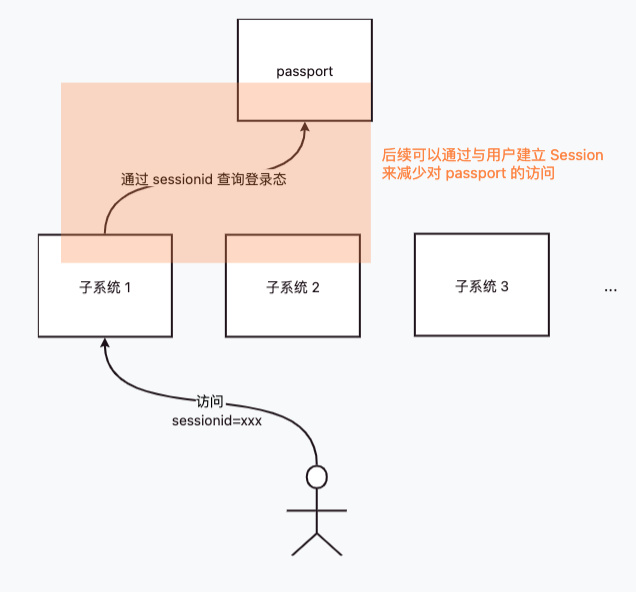 passport
后续可以通过与用户建立 Session
来减少对 passport 的访问
通过 sessionid 查询登录态
子系统 1
子系统 2
子系统 3
...
访问
sessionid=xxx